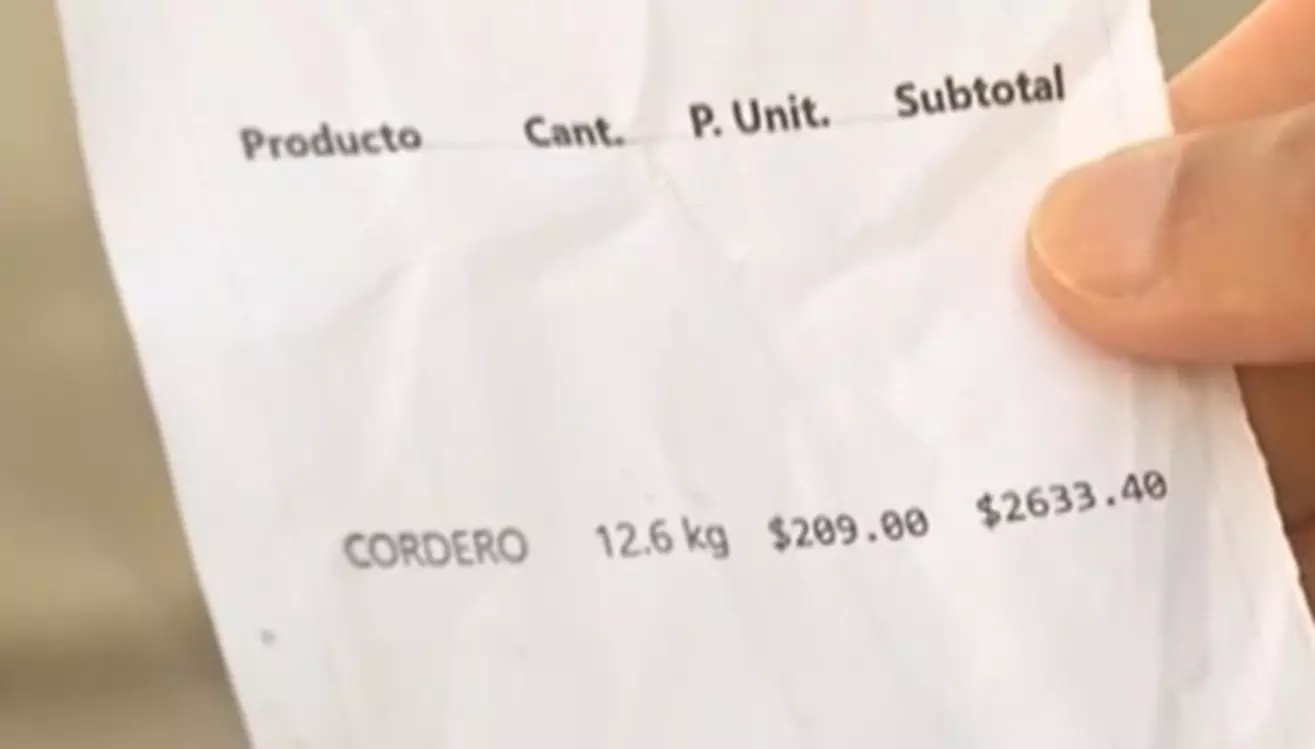 Producto Cant. P. Unit. Subtotal
CORDERO 12.6 kg $209.00 $2633.40